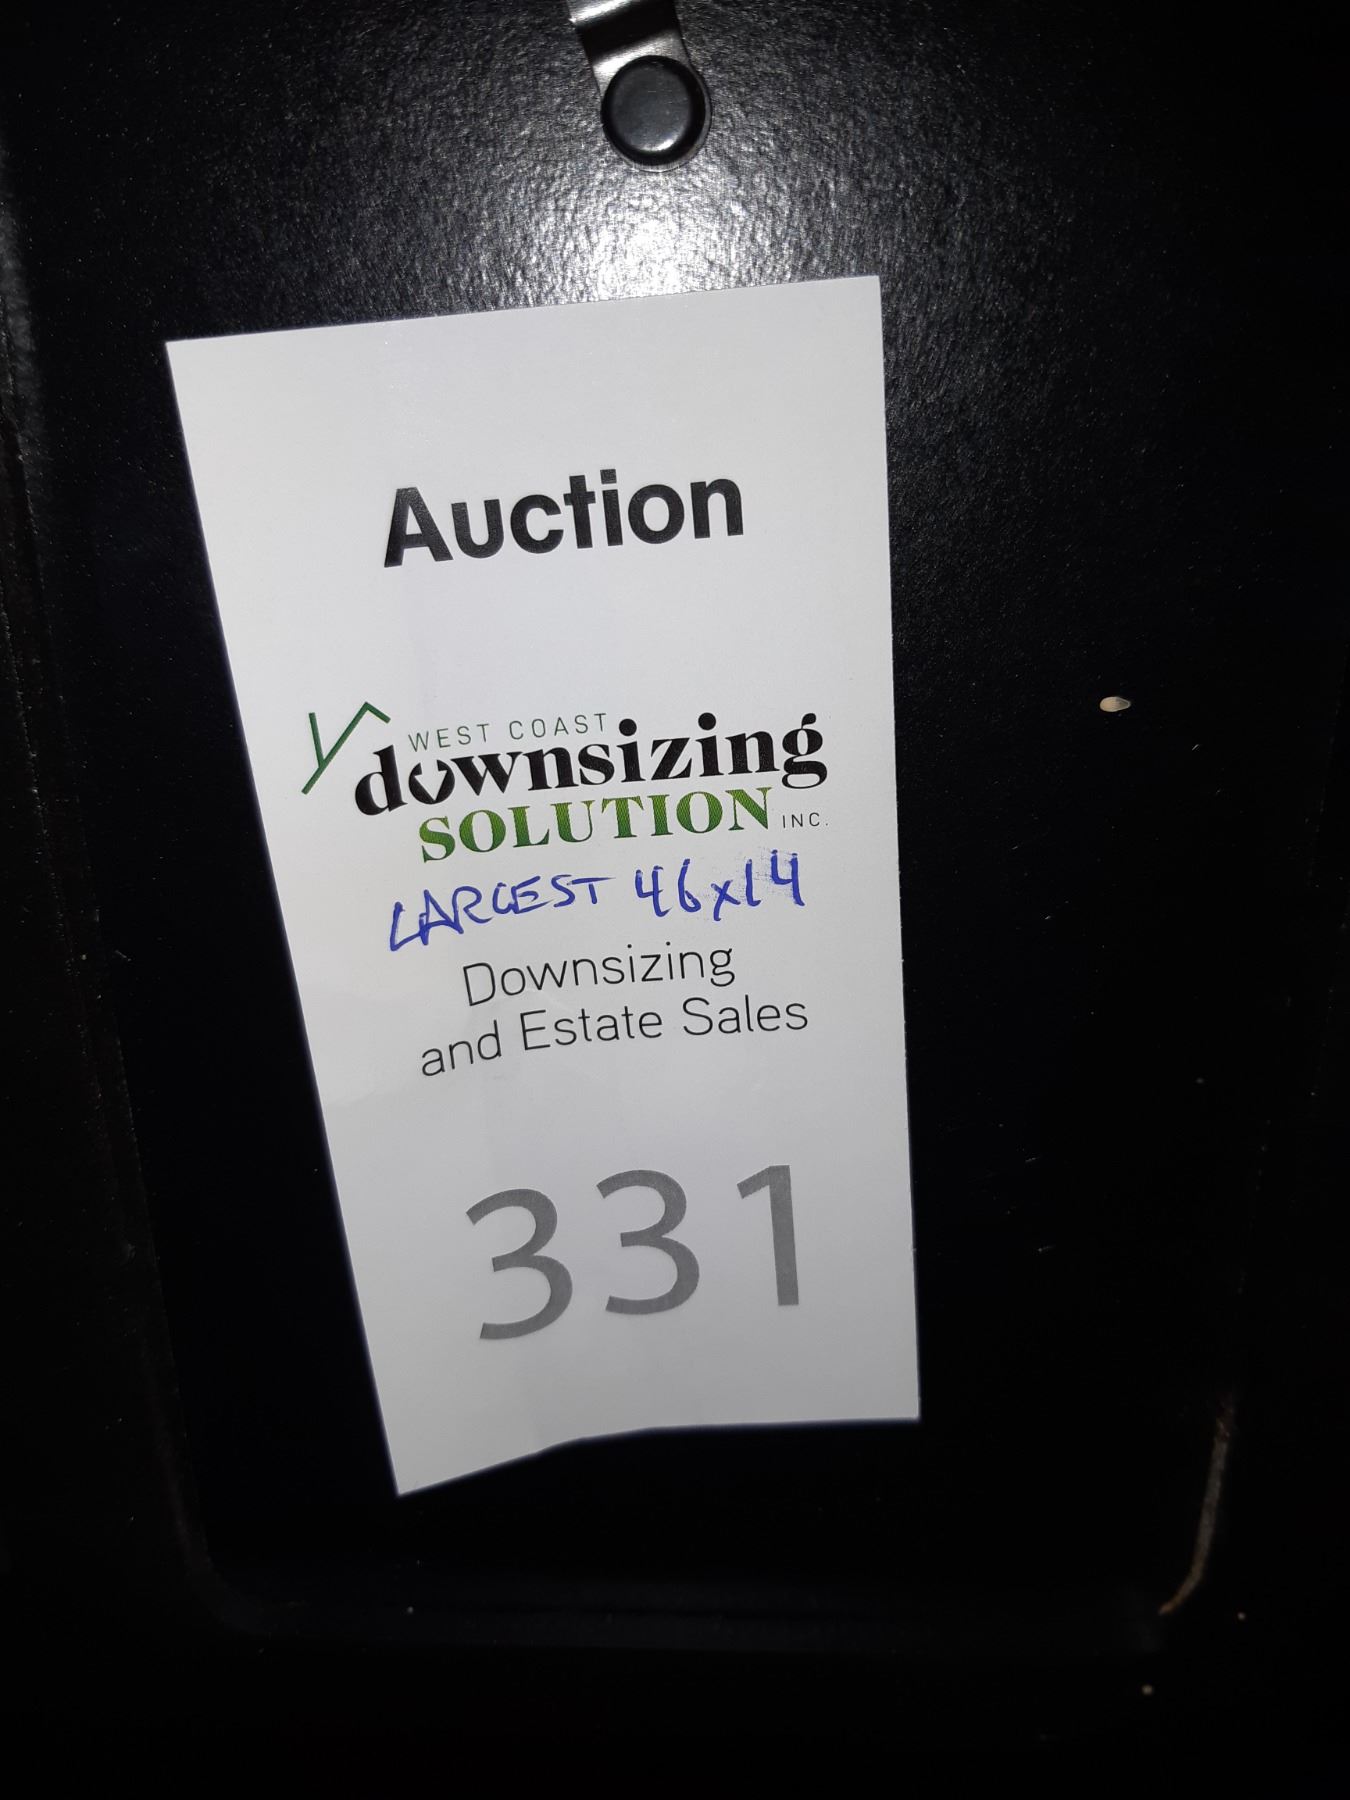 Auction
WEST COAST
downsizing
SOLUTION INC.
LARGEST 46x14
Downsizing
and Estate Sales
331